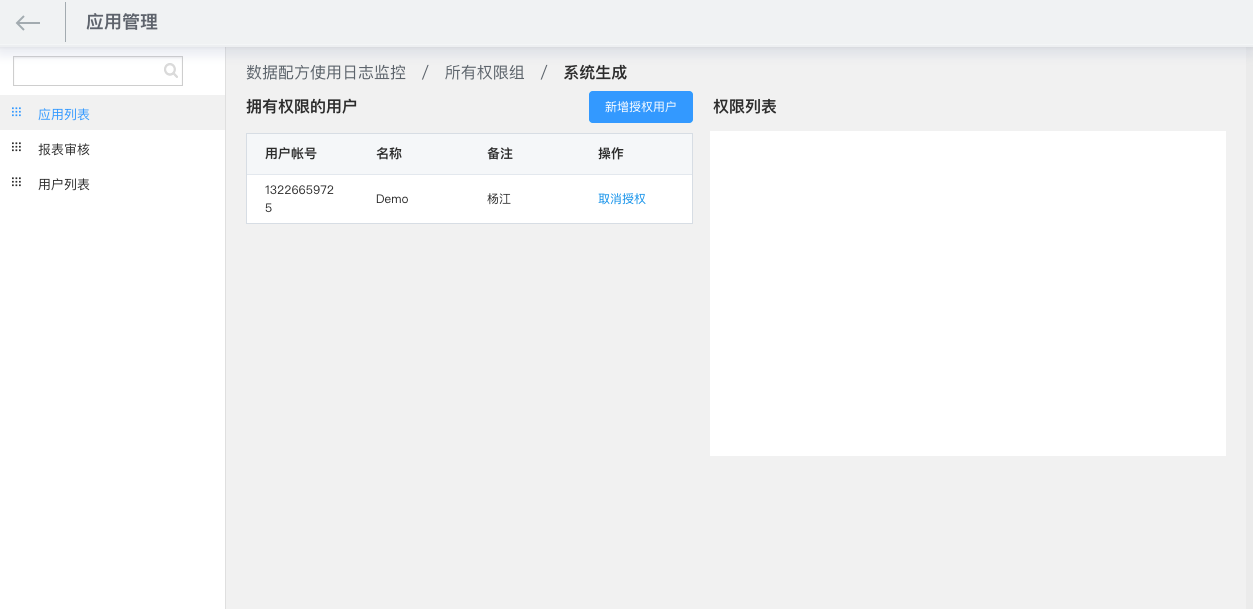 应用管理
应用列表
报表审核
用户列表
数据配方使用日志监控 / 所有权限组 / 系统生成
拥有权限的用户
新增授权用户
用户帐号 名称 备注 操作
1322665972
5
Demo 杨江 取消授权
权限列表